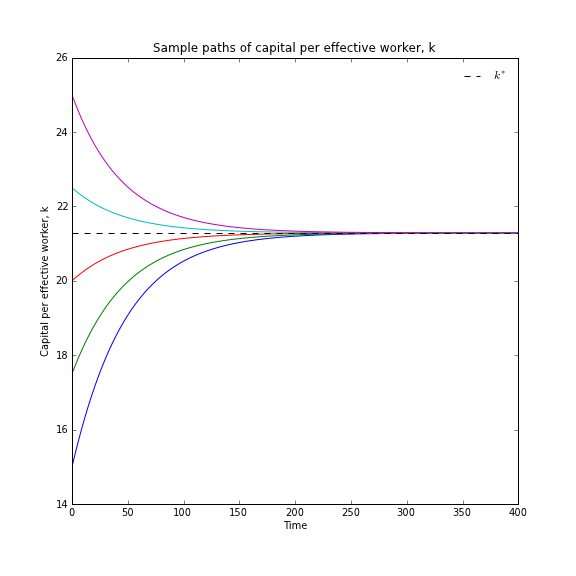 Sample paths of capital per effective worker, k
26
24
22
20
18
16
14
Capital per effective worker, k
k*
0 50 100 150 200 250 300 350 400
Time